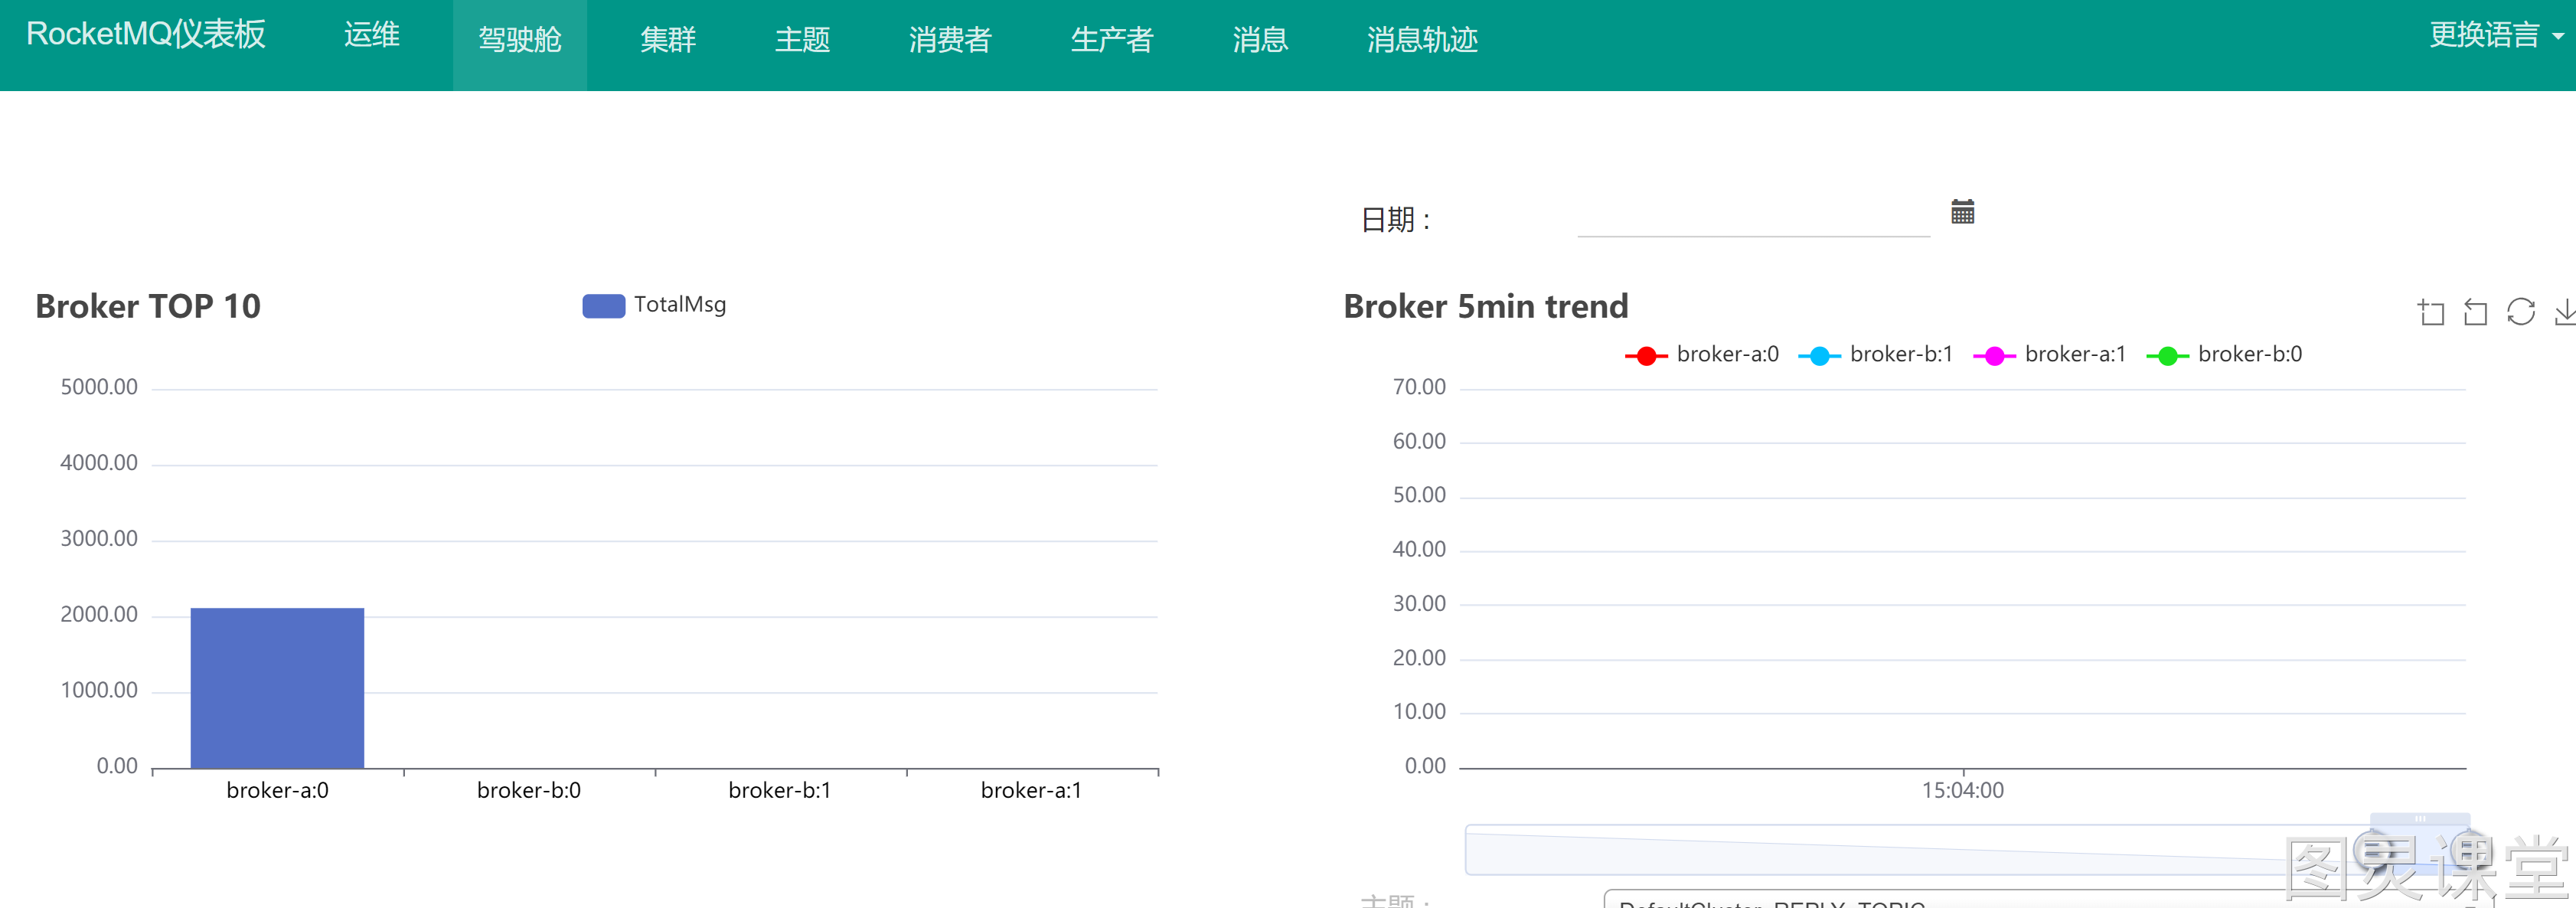 RocketMQ仪表板 运维 驾驶舱 集群 主题 消费者 生产者 消息 消息轨迹 更换语言
日期：
Broker TOP 10
TotalMsg
5000.00
4000.00
3000.00
2000.00
1000.00
0.00
broker-a:0 broker-b:0 broker-b:1 broker-a:1
Broker 5min trend
broker-a:0 broker-b:1 broker-a:1 broker-b:0
70.00
60.00
50.00
40.00
30.00
20.00
10.00
0.00
15:04:00
主题： DefaultCluster_REPLY_TOPIC
图灵课堂